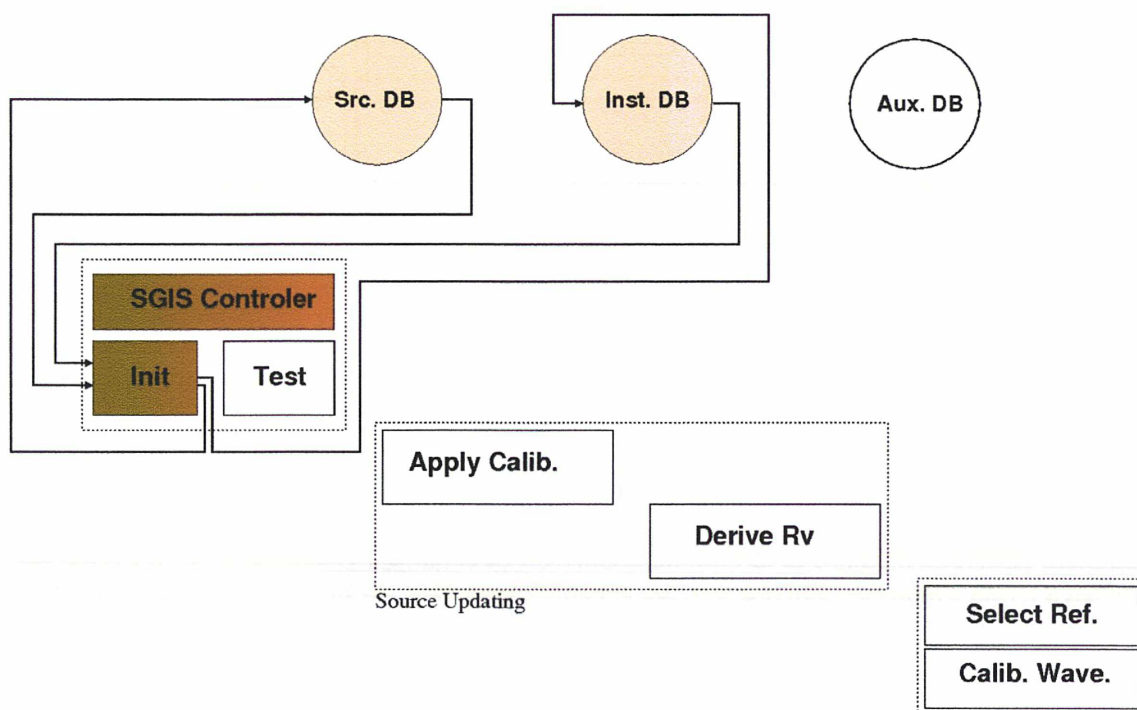 Src. DB
Inst. DB
Aux. DB
SGIS Controler
Init
Test
Apply Calib.
Derive Rv
Source Updating
Select Ref.
Calib. Wave.